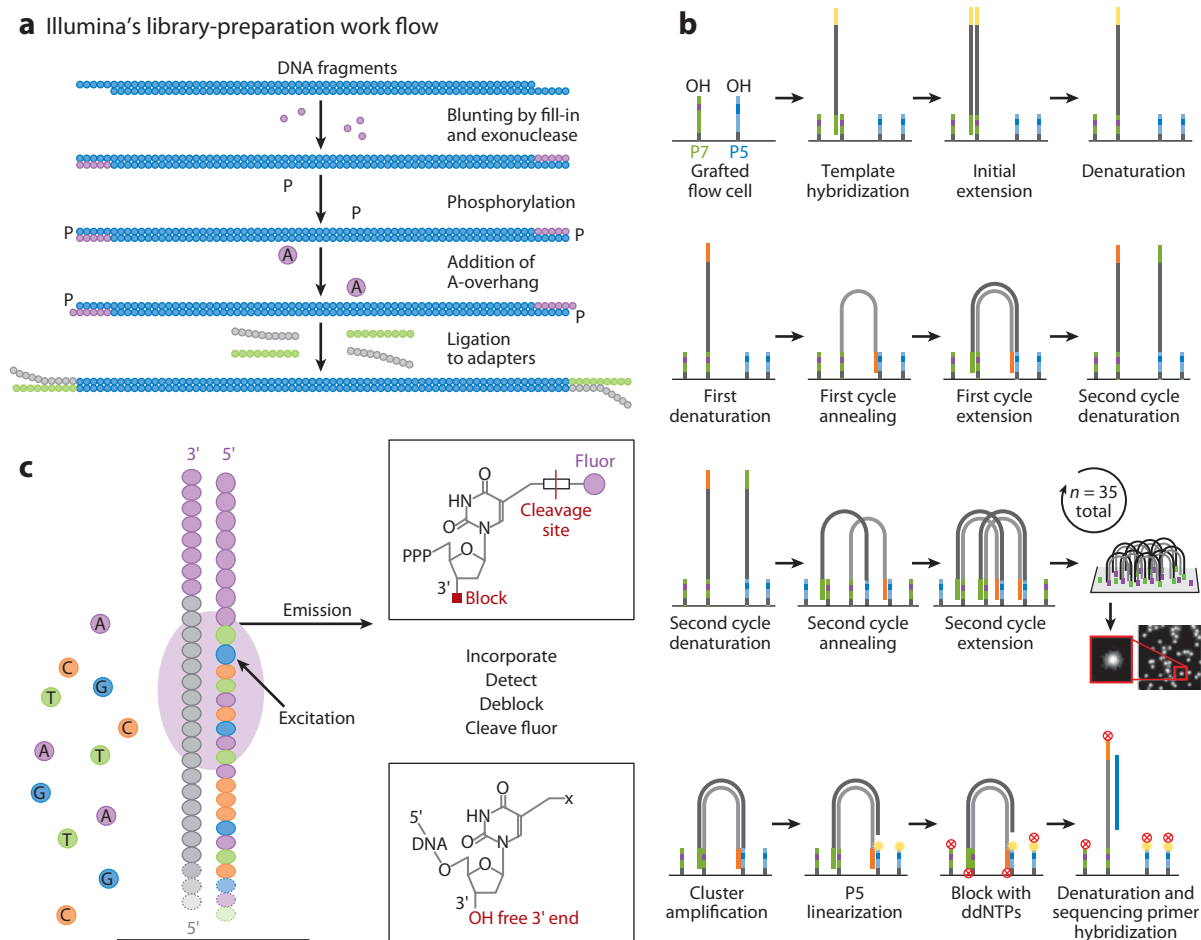 a Illumina's library-preparation work flow
DNA fragments
Blunting by fill-in
and exonuclease
P
P
Phosphorylation
P
P
A
A
Addition of
A-overhang
P
P
Ligation
to adapters
b
OH
OH
P7
P5
Grafted
flow cell
Template
hybridization
Initial
extension
Denaturation
First
denaturation
First cycle
annealing
First cycle
extension
Second cycle
denaturation
Second cycle
denaturation
Second cycle
annealing
Second cycle
extension
n = 35
total
Cluster
amplification
P5
linearization
Block with
ddNTPs
Denaturation and
sequencing primer
hybridization
c
3'
5'
A
C
G
T
C
A
T
G
A
T
G
C
5'
Emission
Excitation
Fluor
O
HN
Cleavage
site
O
N
PPP
O
3'
Block
Incorporate
Detect
Deblock
Cleave fluor
O
x
HN
5'
O
N
DNA
O
O
3'
OH free 3' end